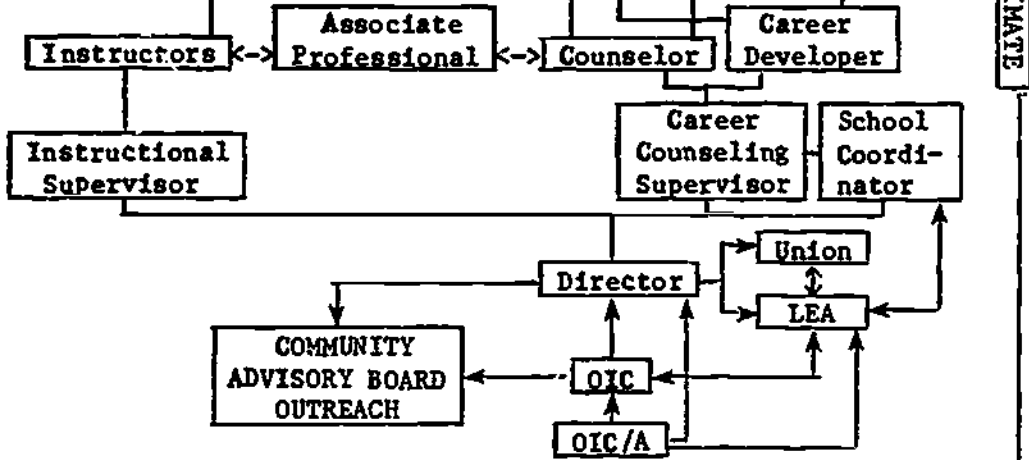 Instructors
Associate
Professional
Counselor
Career
Developer
Instructional
Supervisor
Career
Counseling
Supervisor
School
Coordi-
nator
Director
Union
LEA
COMMUNITY
ADVISORY BOARD
OUTREACH
OIC
OIC/A